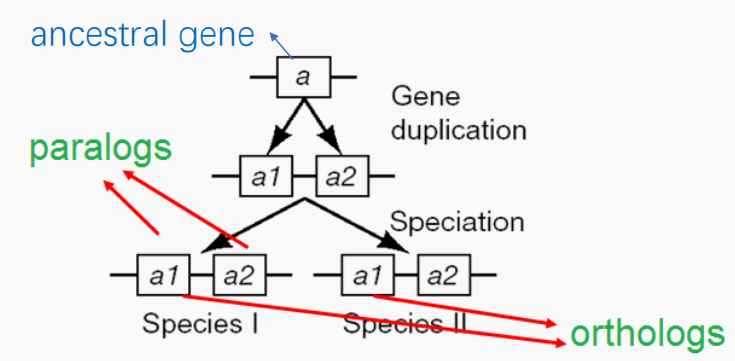 ancestral gene
a
Gene
duplication
paralogs
a1 a2
Speciation
a1 a2 a1 a2
Species I Species II
orthologs